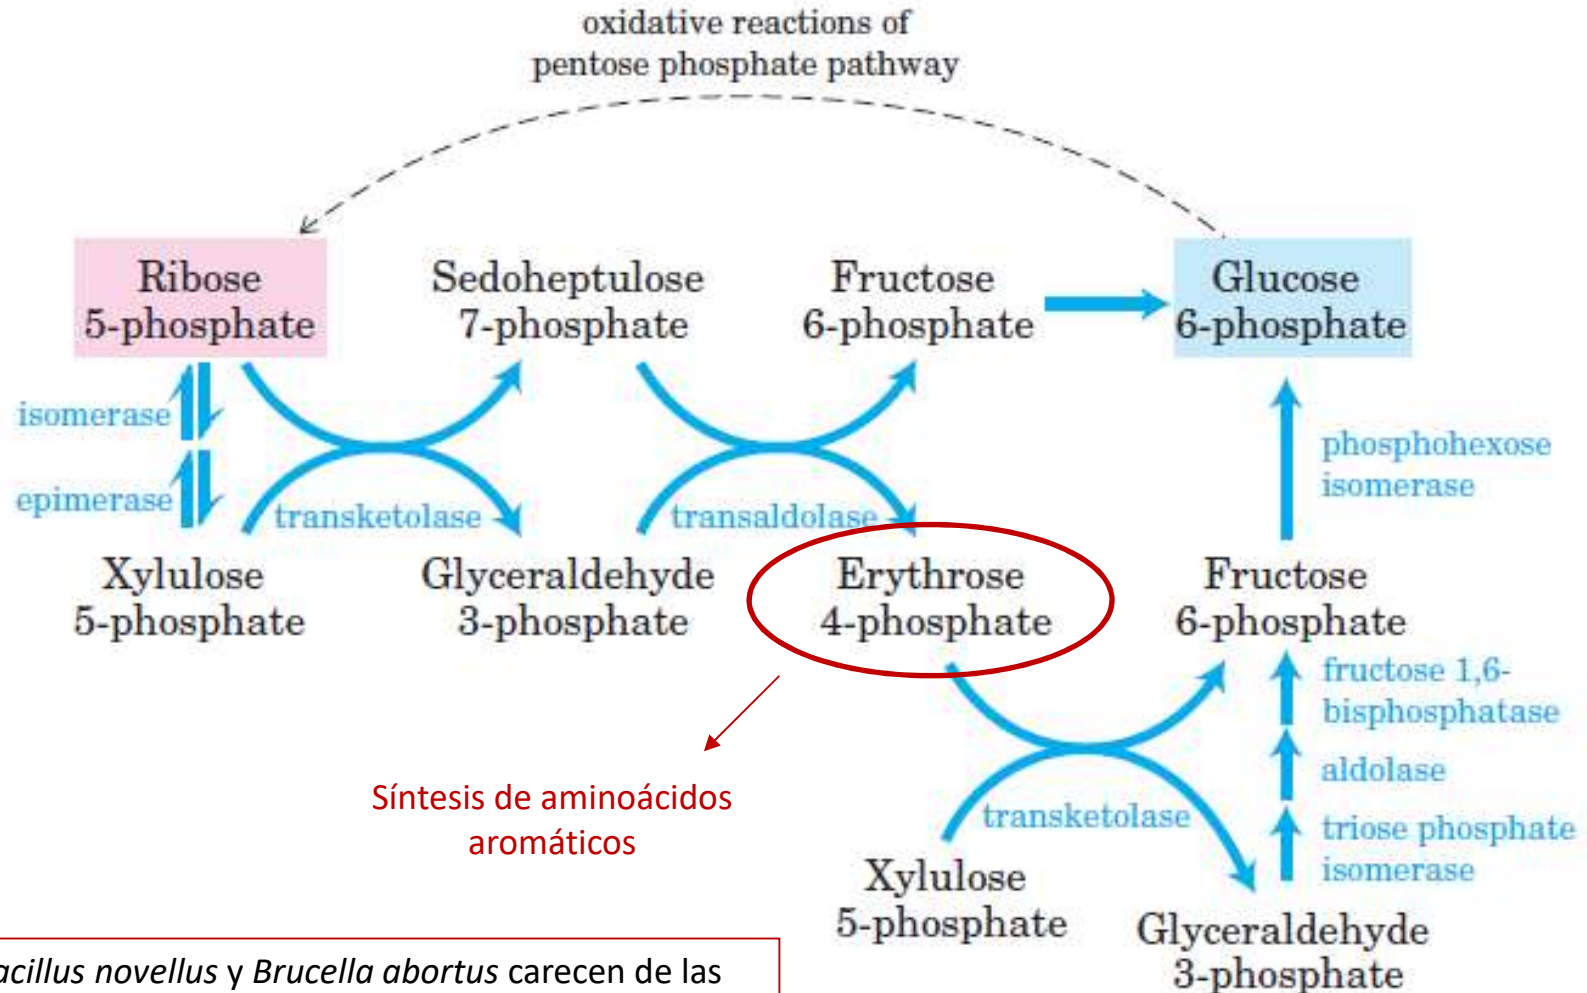 oxidative reactions of
pentose phosphate pathway
Ribose
5-phosphate
Sedoheptulose
7-phosphate
Fructose
6-phosphate
Glucose
6-phosphate
isomerase
epimerase
transketolase
transaldolase
phosphohexose
isomerase
Xylulose
5-phosphate
Glyceraldehyde
3-phosphate
Erythrose
4-phosphate
Fructose
6-phosphate
fructose 1,6-
bisphosphatase
aldolase
triose phosphate
isomerase
Síntesis de aminoácidos
aromáticos
transketolase
Xylulose
5-phosphate
Glyceraldehyde
3-phosphate
novellus y Brucella abortus carecen de las